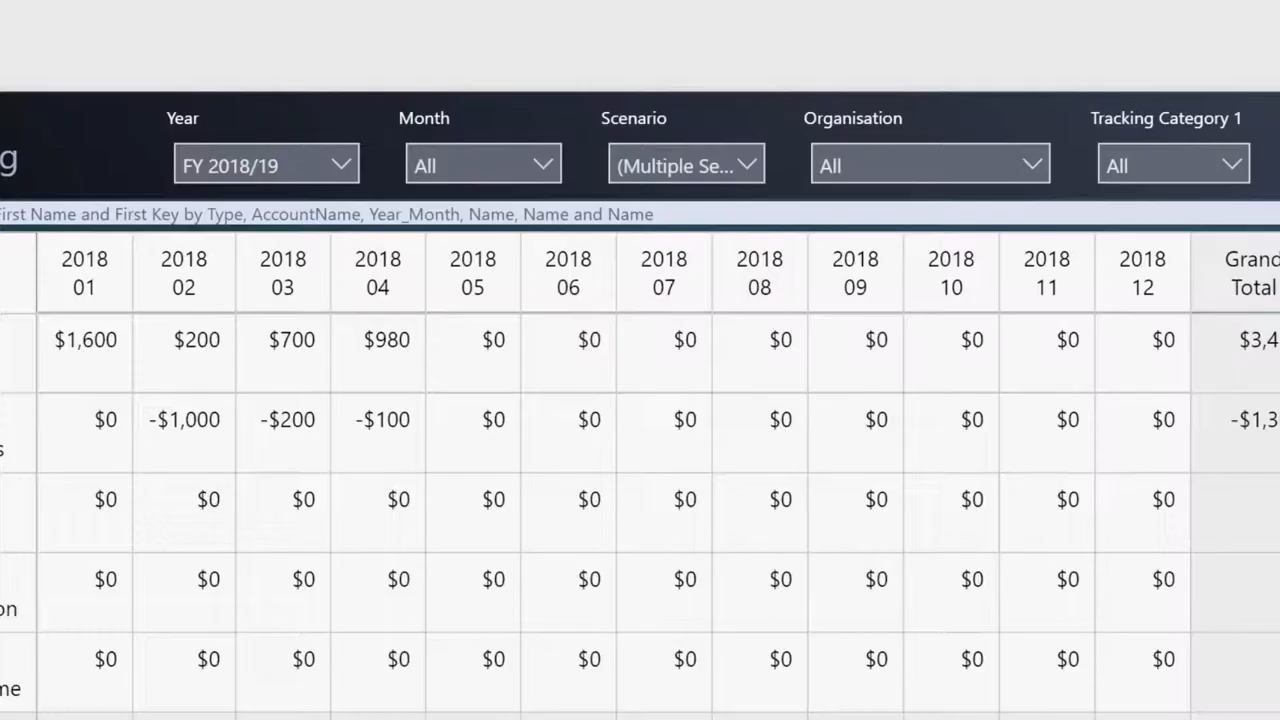 Year Month Scenario Organisation Tracking Category 1
g FY 2018/19 All (Multiple Se... All All
First Name and First Key by Type, AccountName, Year_Month, Name, Name and Name
2018 2018 2018 2018 2018 2018 2018 2018 2018 2018 2018 2018 Grand
01 02 03 04 05 06 07 08 09 10 11 12 Total
$1,600 $200 $700 $980 $0 $0 $0 $0 $0 $0 $0 $0 $3,4
$0 -$1,000 -$200 -$100 $0 $0 $0 $0 $0 $0 $0 $0 -$1,3
s
$0 $0 $0 $0 $0 $0 $0 $0 $0 $0 $0 $0
$0 $0 $0 $0 $0 $0 $0 $0 $0 $0 $0 $0
on
$0 $0 $0 $0 $0 $0 $0 $0 $0 $0 $0 $0
me